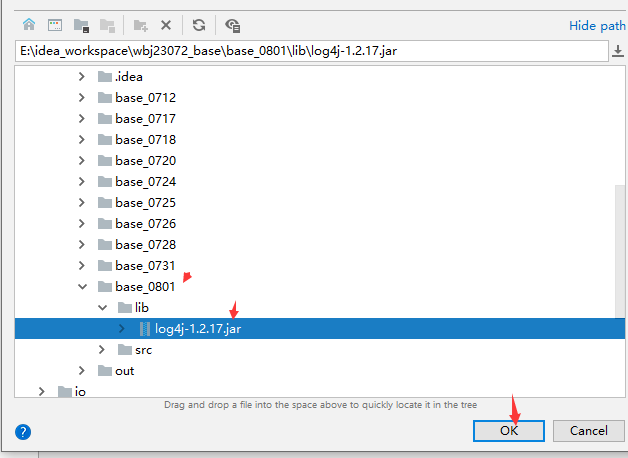 Hide path
E:\idea_workspace\wbj23072_base\base_0801\lib\log4j-1.2.17.jar
.idea
base_0712
base_0717
base_0718
base_0720
base_0724
base_0725
base_0726
base_0728
base_0731
base_0801
lib
log4j-1.2.17.jar
src
out
io
Drag and drop a file into the space above to quickly locate it in the tree
? OK Cancel